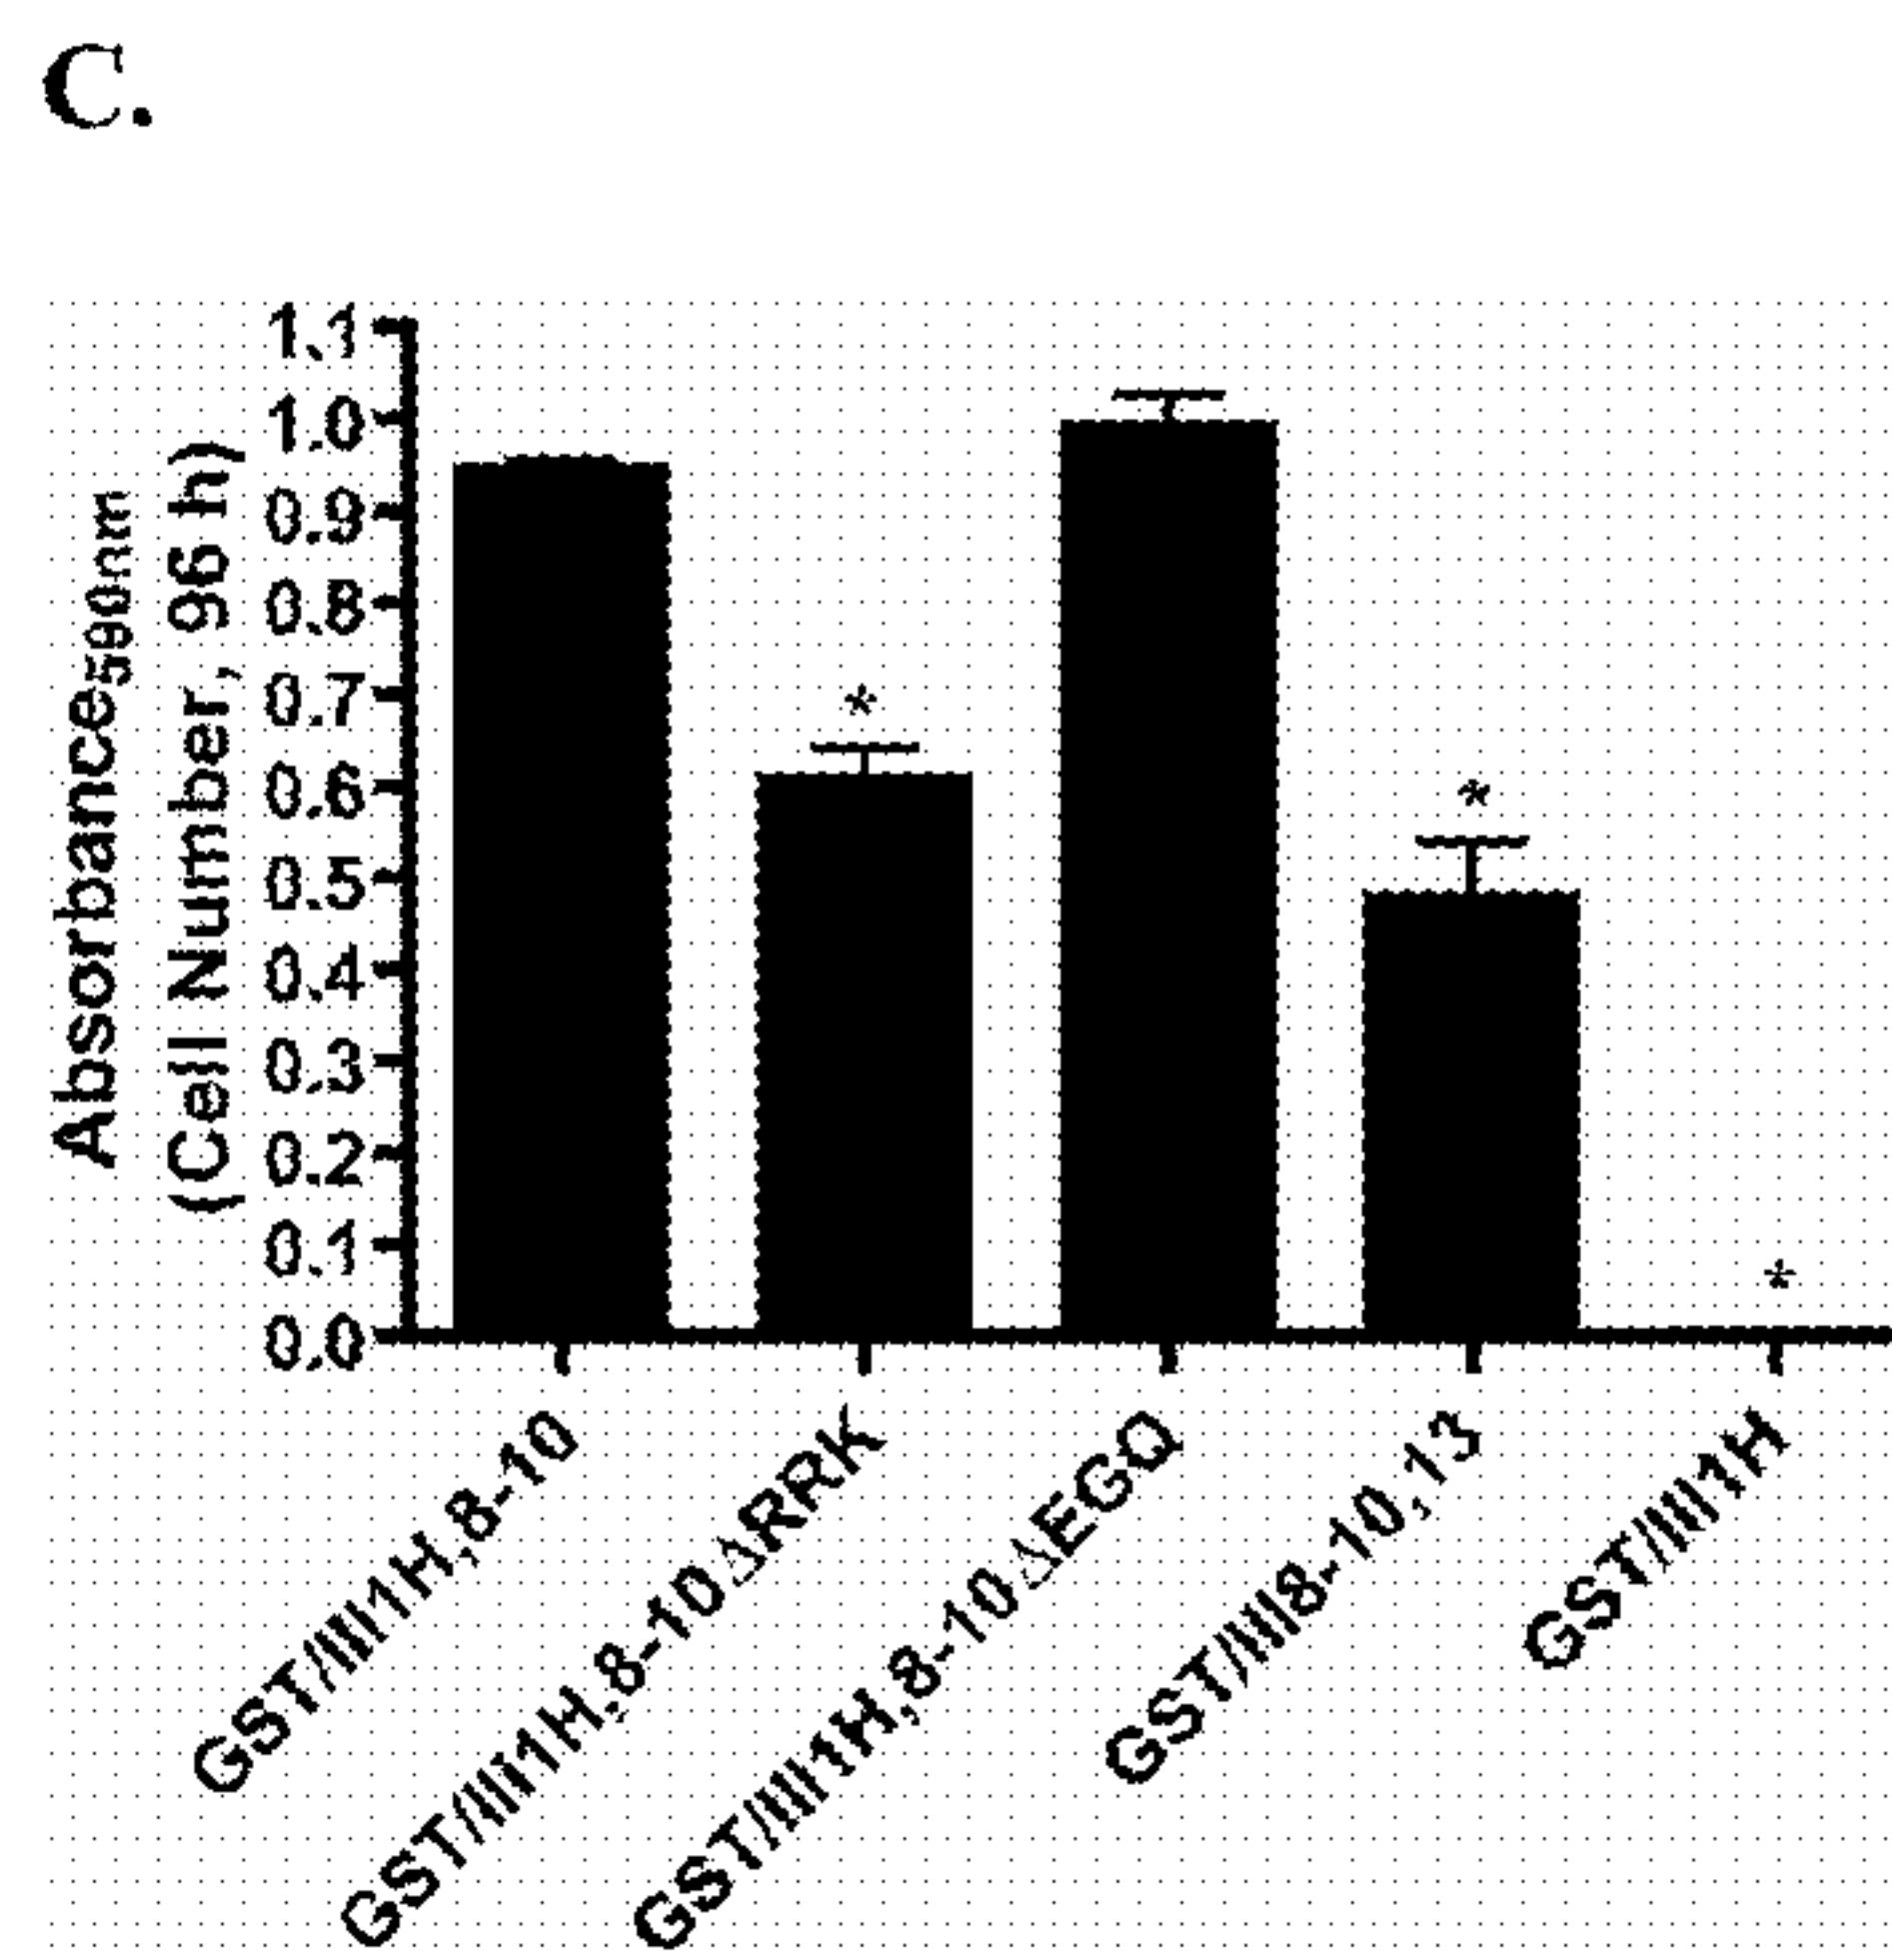 C.
Absorbance590nm
(Cell Number, 96 h)
1.1
1.0
0.9
0.8
0.7
0.6
0.5
0.4
0.3
0.2
0.1
0.0
*
*
*
GST/III1H,8-10
GST/III1H,8-10ΔRRK
GST/III1H,8-10ΔEGQ
GST/III8-10,13
GST/III1H